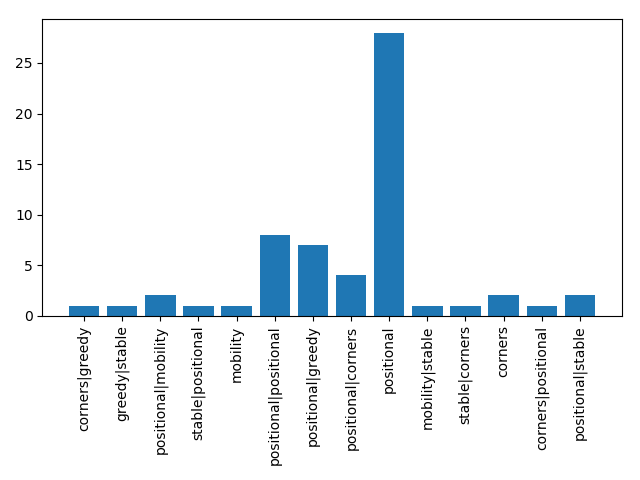 25
20
15
10
5
0
corners|greedy
greedy|stable
positional|mobility
stable|positional
mobility
positional|positional
positional|greedy
positional|corners
positional
mobility|stable
stable|corners
corners
corners|positional
positional|stable